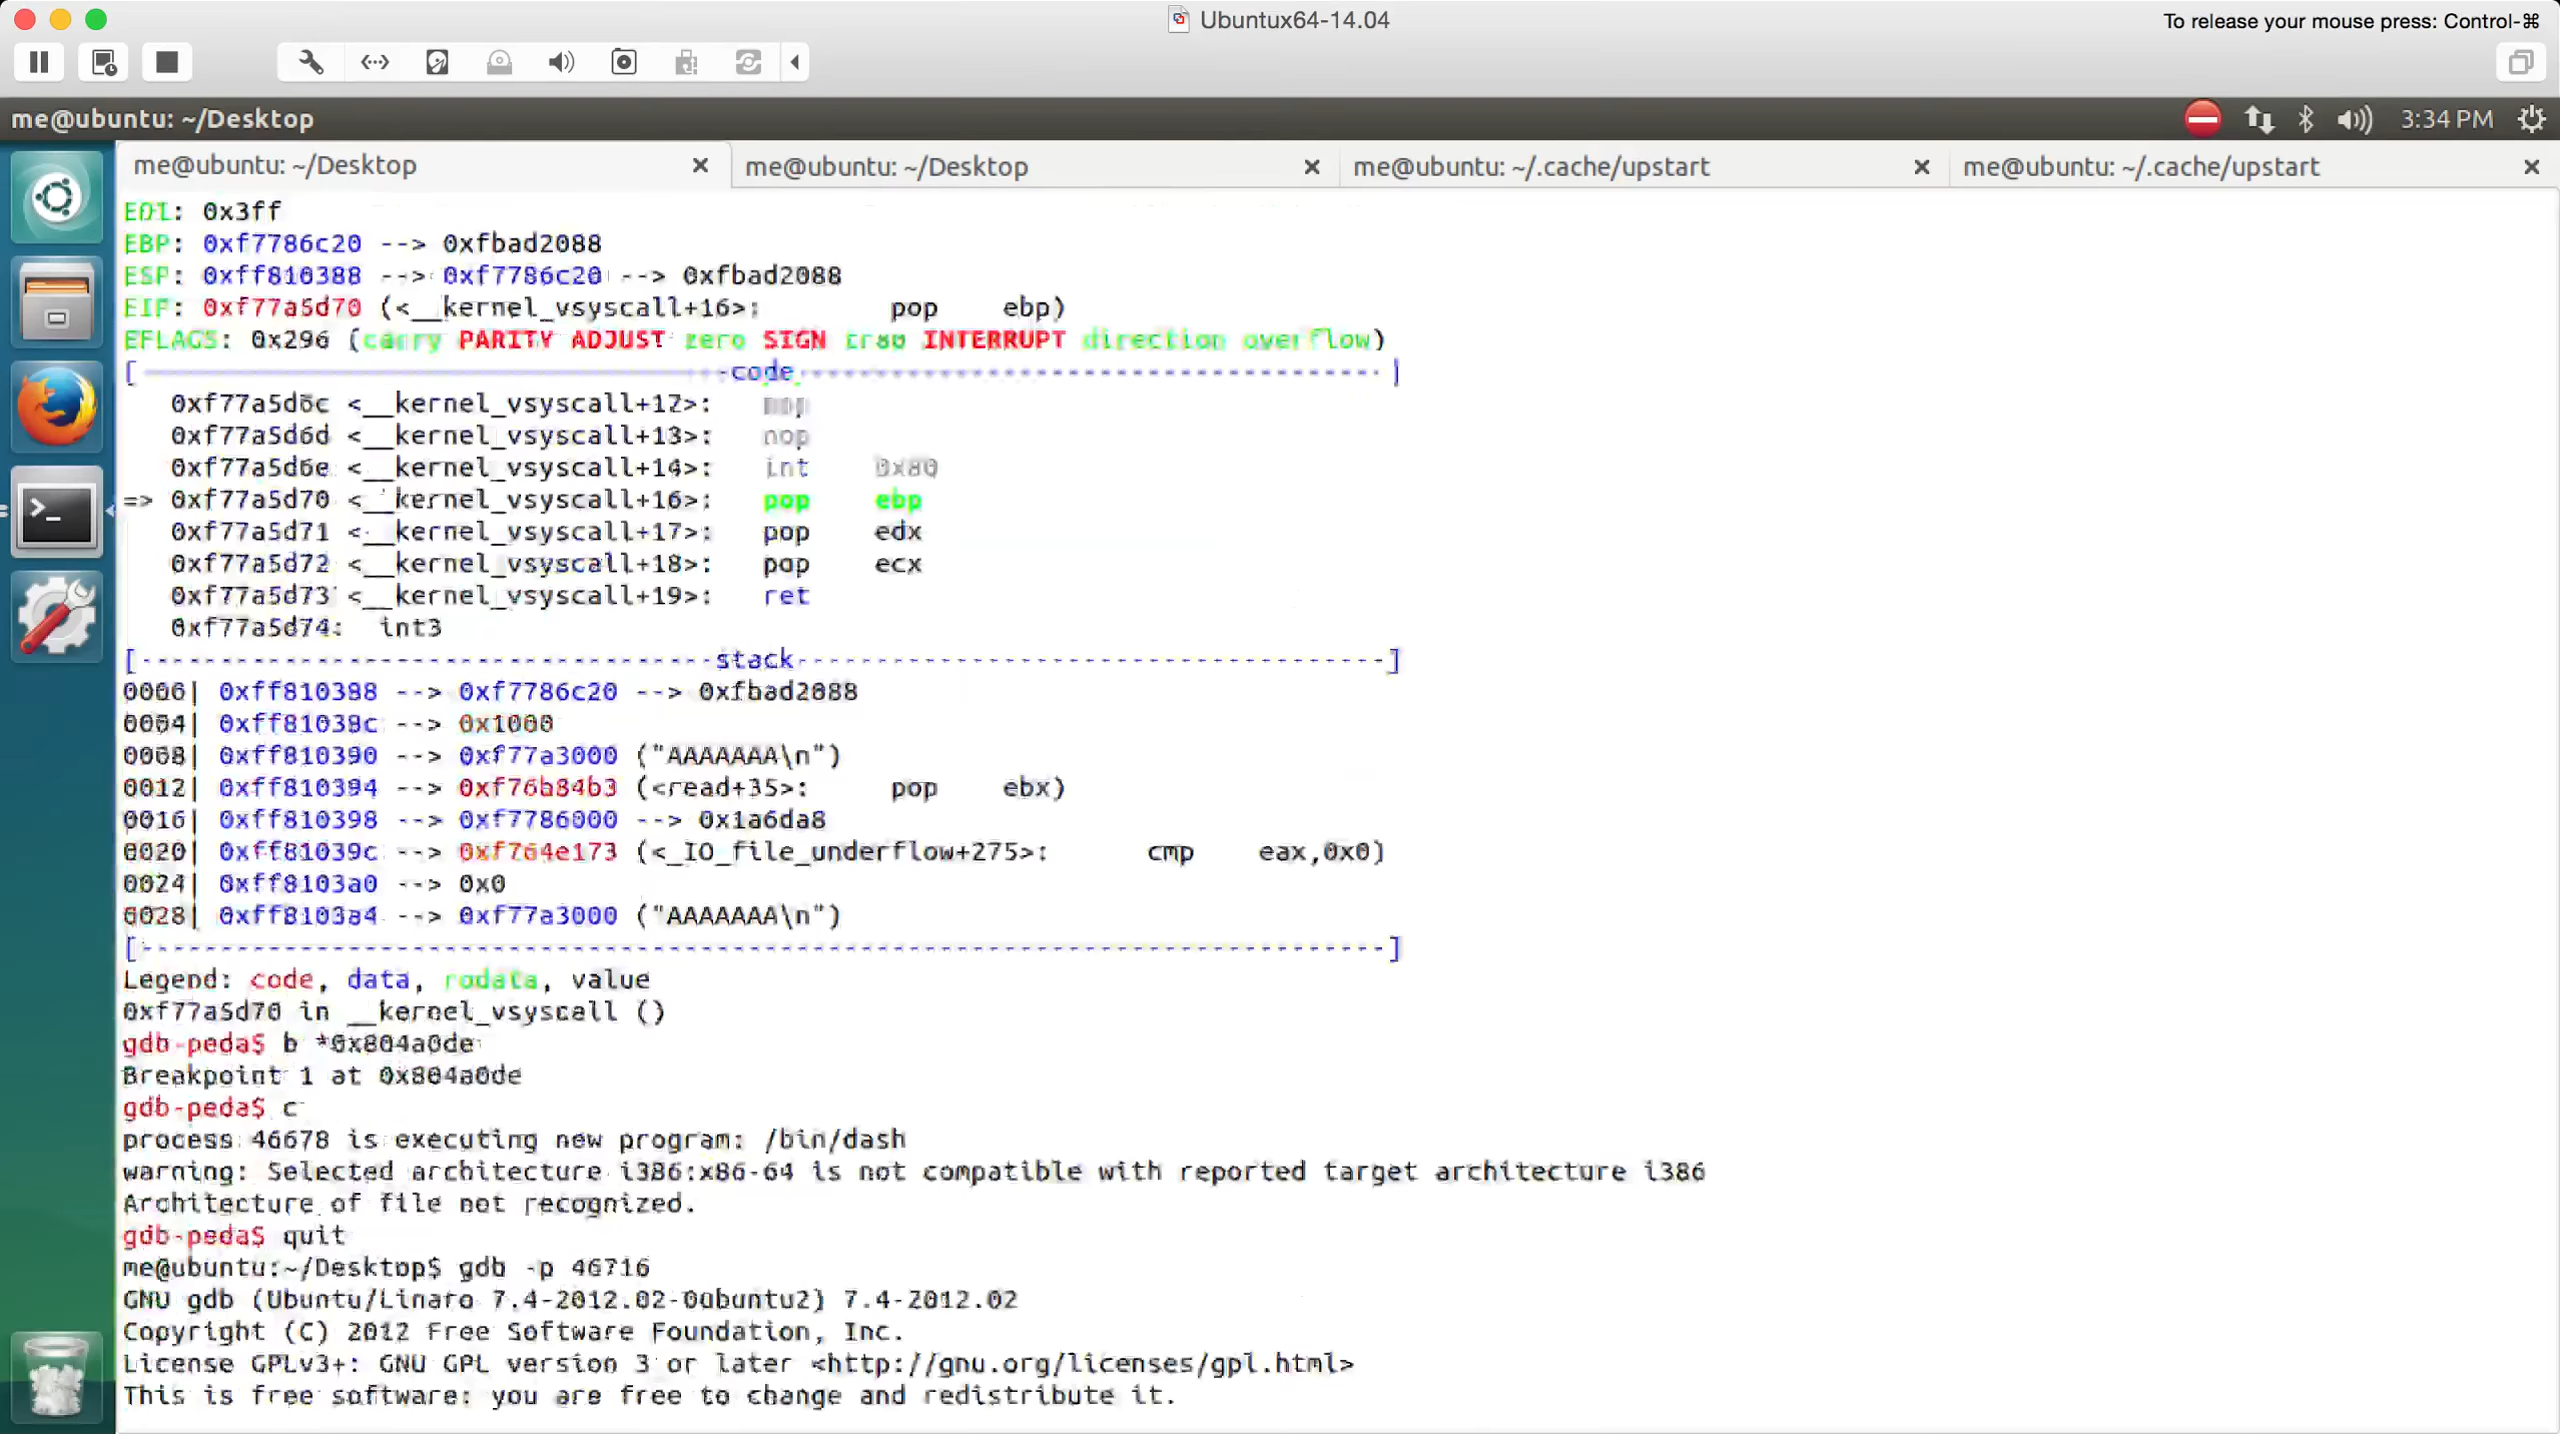 Ubuntux64-14.04
To release your mouse press: Control-⌘
me@ubuntu: ~/Desktop
3:34 PM
me@ubuntu: ~/Desktop
me@ubuntu: ~/Desktop
me@ubuntu: ~/.cache/upstart
me@ubuntu: ~/.cache/upstart
EDI: 0x3ff
EBP: 0xf7786c20 --> 0xfbad2088
ESP: 0xff810388 --> 0xf7786c20 --> 0xfbad2088
EIP: 0xf77a5d70 (<__kernel_vsyscall+16>: pop ebp)
EFLAGS: 0x296 (carry PARITY ADJUST zero SIGN trap INTERRUPT direction overflow)
[-------------------------------------code-------------------------------------]
0xf77a5d6c <__kernel_vsyscall+12>: nop
0xf77a5d6d <__kernel_vsyscall+13>: nop
0xf77a5d6e <__kernel_vsyscall+14>: int 0x80
=> 0xf77a5d70 <__kernel_vsyscall+16>: pop ebp
0xf77a5d71 <__kernel_vsyscall+17>: pop edx
0xf77a5d72 <__kernel_vsyscall+18>: pop ecx
0xf77a5d73 <__kernel_vsyscall+19>: ret
0xf77a5d74: int3
[------------------------------------stack-------------------------------------]
0000| 0xff810388 --> 0xf7786c20 --> 0xfbad2088
0004| 0xff81038c --> 0x1000
0008| 0xff810390 --> 0xf77a3000 ("AAAAAAA\n")
0012| 0xff810394 --> 0xf76b84b3 (<read+35>: pop ebx)
0016| 0xff810398 --> 0xf7786000 --> 0x1a6da8
0020| 0xff81039c --> 0xf764e173 (<_IO_file_underflow+275>: cmp eax,0x0)
0024| 0xff8103a0 --> 0x0
0028| 0xff8103a4 --> 0xf77a3000 ("AAAAAAA\n")
[------------------------------------------------------------------------------]
Legend: code, data, rodata, value
0xf77a5d70 in __kernel_vsyscall ()
gdb-peda$ b *0x804a0de
Breakpoint 1 at 0x804a0de
gdb-peda$ c
process 46678 is executing new program: /bin/dash
warning: Selected architecture i386:x86-64 is not compatible with reported target architecture i386
Architecture of file not recognized.
gdb-peda$ quit
me@ubuntu:~/Desktop$ gdb -p 46716
GNU gdb (Ubuntu/Linaro 7.4-2012.02-0ubuntu2) 7.4-2012.02
Copyright (C) 2012 Free Software Foundation, Inc.
License GPLv3+: GNU GPL version 3 or later <http://gnu.org/licenses/gpl.html>
This is free software: you are free to change and redistribute it.